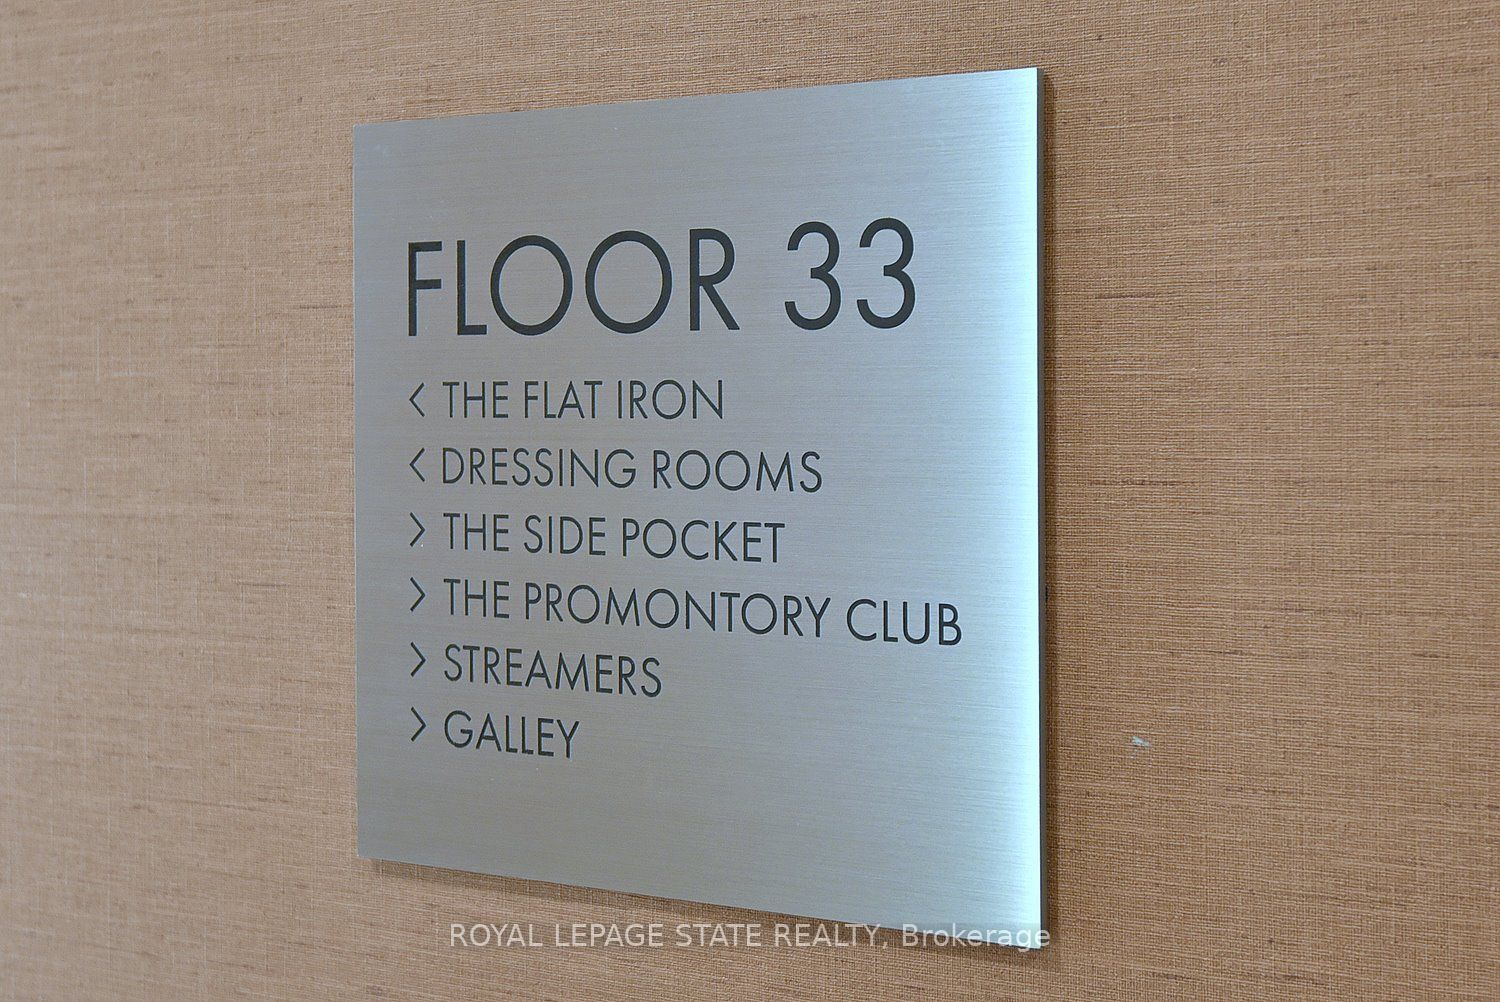 FLOOR 33
< THE FLAT IRON
< DRESSING ROOMS
> THE SIDE POCKET
> THE PROMONTORY CLUB
> STREAMERS
> GALLEY
ROYAL LEPAGE STATE REALTY, Brokerage